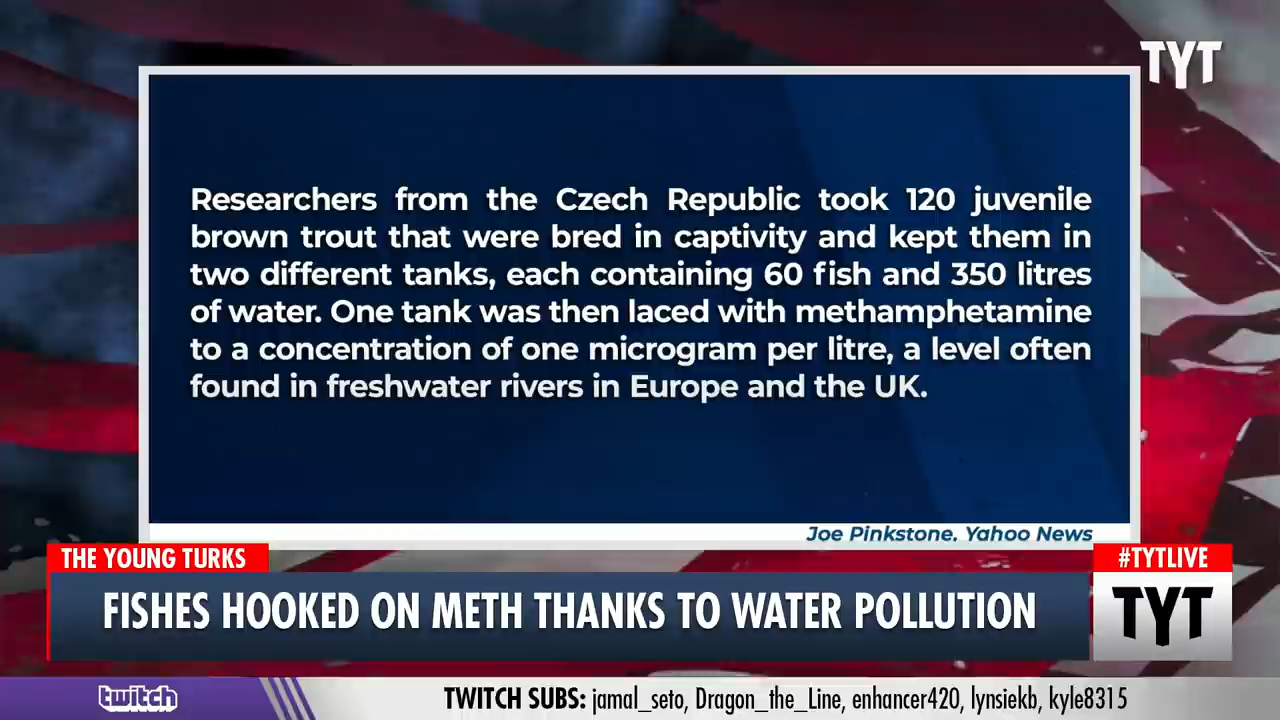 TYT
Researchers from the Czech Republic took 120 juvenile
brown trout that were bred in captivity and kept them in
two different tanks, each containing 60 fish and 350 litres
of water. One tank was then laced with methamphetamine
to a concentration of one microgram per litre, a level often
found in freshwater rivers in Europe and the UK.
Joe Pinkstone, Yahoo News
THE YOUNG TURKS
#TYTLIVE
FISHES HOOKED ON METH THANKS TO WATER POLLUTION
TYT
twitch
TWITCH SUBS: jamal_seto, Dragon_the_Line, enhancer420, lynsiekb, kyle8315